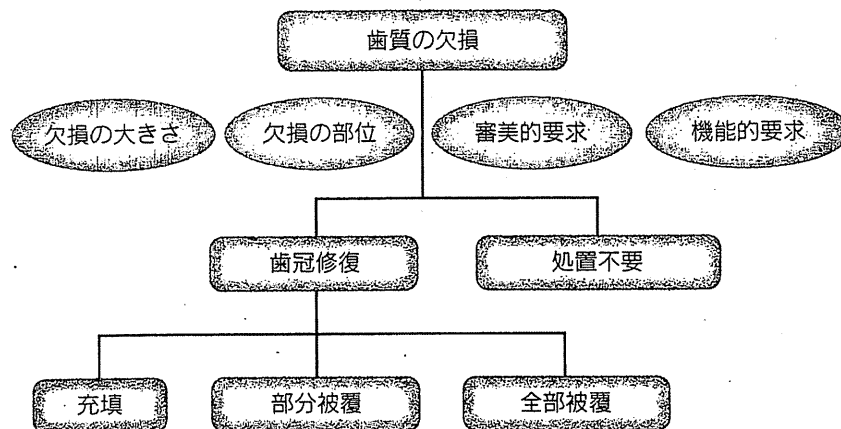 歯質の欠損
欠損の大きさ
欠損の部位
審美的要求
機能的要求
歯冠修復
処置不要
充填
部分被覆
全部被覆